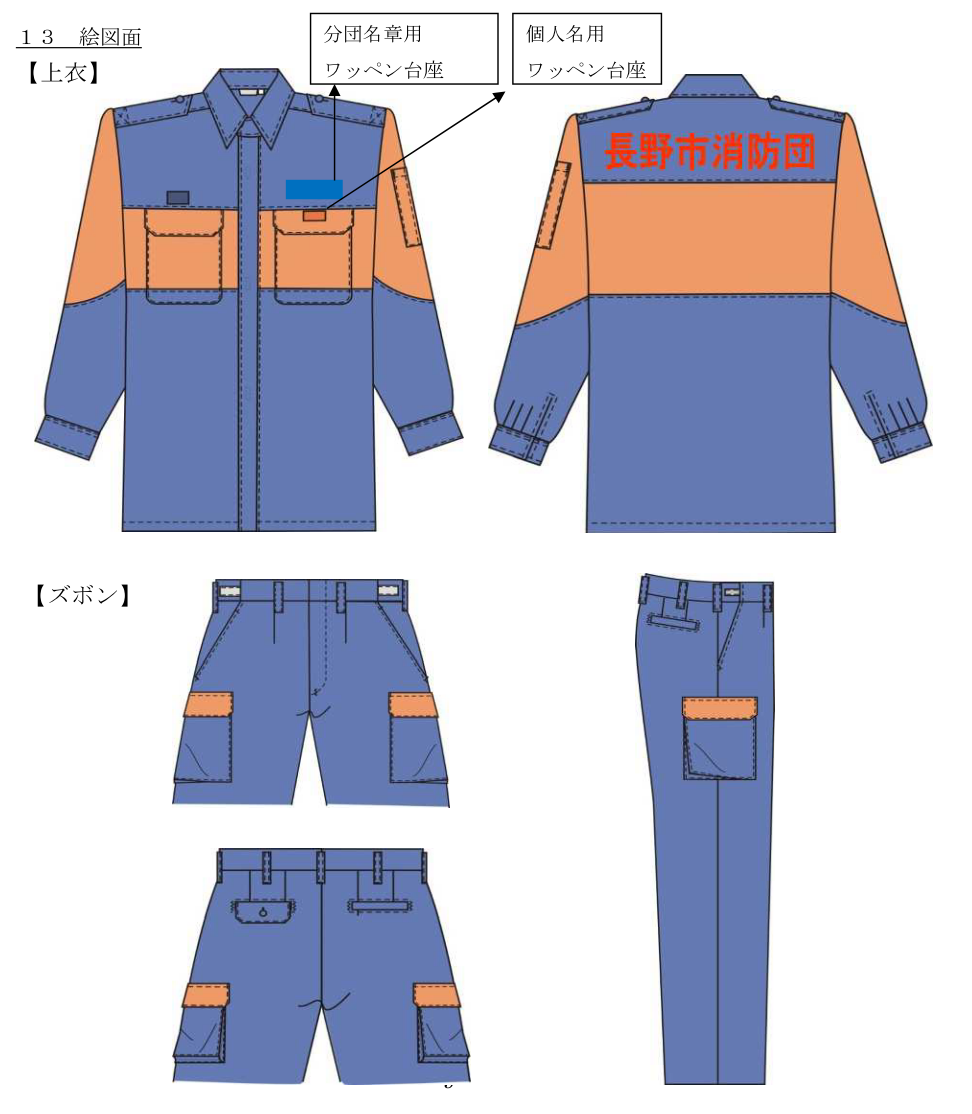 13　絵図面
分団名章用
ワッペン台座
個人名用
ワッペン台座
【上衣】
長野市消防団
【ズボン】